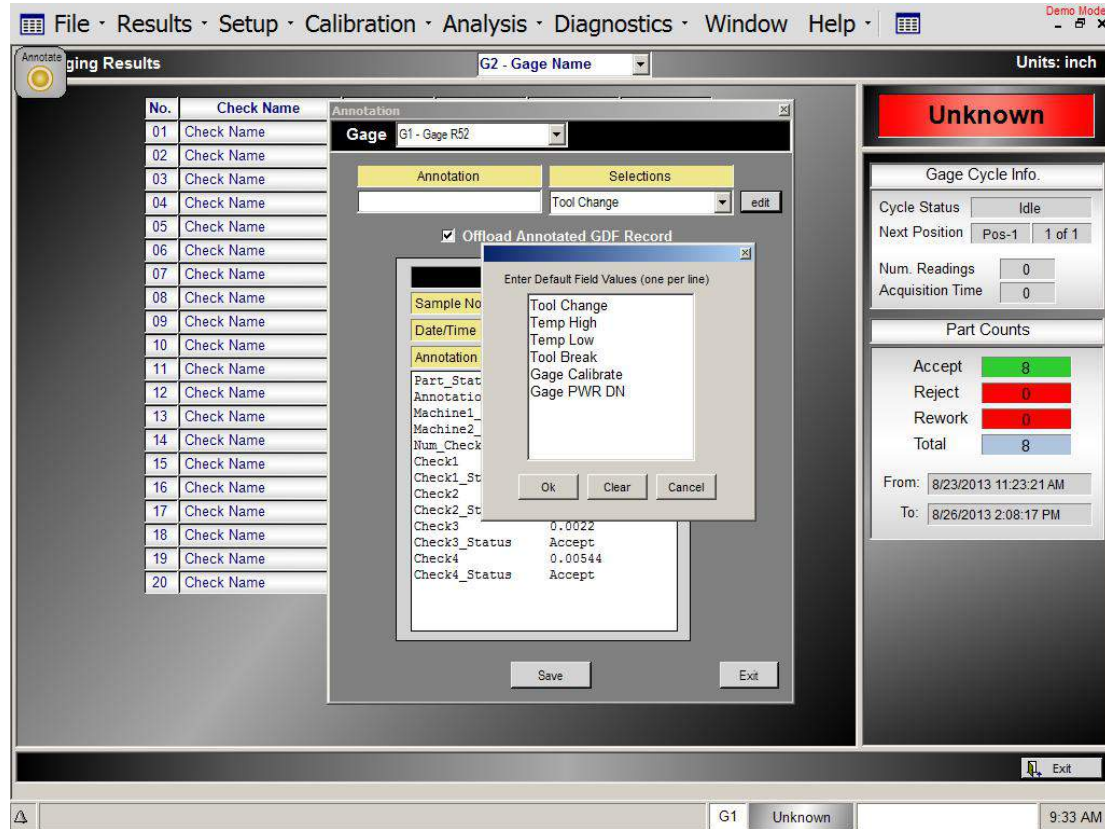 Demo Mode
File Results Setup Calibration Analysis Diagnostics Window Help
Annotate
ging Results
G2 - Gage Name
Units: inch
No. Check Name
01 Check Name
02 Check Name
03 Check Name
04 Check Name
05 Check Name
06 Check Name
07 Check Name
08 Check Name
09 Check Name
10 Check Name
11 Check Name
12 Check Name
13 Check Name
14 Check Name
15 Check Name
16 Check Name
17 Check Name
18 Check Name
19 Check Name
20 Check Name
Annotation
Gage G1 - Gage R52
Annotation Selections
Tool Change edit
Offload Annotated GDF Record
Sample No
Date/Time
Annotation
Part_Stat
Annotatio
Machine1_
Machine2_
Num_Check
Check1
Check1_St
Check2
Check2_St
Check3 0.0022
Check3_Status Accept
Check4 0.00544
Check4_Status Accept
Save Exit
Enter Default Field Values (one per line)
Tool Change
Temp High
Temp Low
Tool Break
Gage Calibrate
Gage PWR DN
Ok Clear Cancel
Unknown
Gage Cycle Info.
Cycle Status Idle
Next Position Pos-1 1 of 1
Num. Readings 0
Acquisition Time 0
Part Counts
Accept 8
Reject 0
Rework 0
Total 8
From: 8/23/2013 11:23:21 AM
To: 8/26/2013 2:08:17 PM
Exit
G1 Unknown 9:33 AM